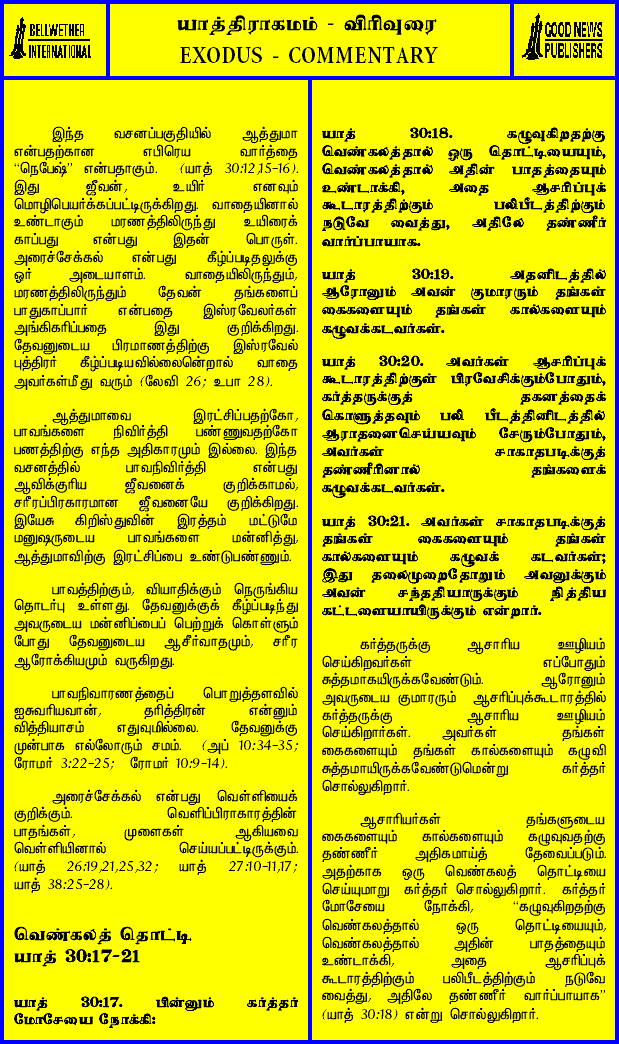 BELLWETHER
INTERNATIONAL
யாத்திராகமம் - விரிவுரை
EXODUS - COMMENTARY
GOOD NEWS
PUBLISHERS
இந்த வசனப்பகுதியில் ஆத்துமா
என்பதற்கான எபிரெய வார்த்தை
“நெபேஷ்” என்பதாகும். (யாத் 30:12,15-16).
இது ஜீவன், உயிர் எனவும்
மொழிபெயர்க்கப்பட்டிருக்கிறது. வாதையினால்
உண்டாகும் மரணத்திலிருந்து உயிரைக்
காப்பது என்பது இதன் பொருள்.
அரைச்சேக்கல் என்பது கீழ்ப்படிதலுக்கு
ஓர் அடையாளம். வாதையிலிருந்தும்,
மரணத்திலிருந்தும் தேவன் தங்களைப்
பாதுகாப்பார் என்பதை இஸ்ரவேலர்கள்
அங்கிகரிப்பதை இது குறிக்கிறது.
தேவனுடைய பிரமாணத்திற்கு இஸ்ரவேல்
புத்திரர் கீழ்ப்படியவில்லையென்றால் வாதை
அவர்கள்மீது வரும் (லேவி 26; உபா 28).
ஆத்துமாவை இரட்சிப்பதற்கோ,
பாவங்களை நிவிர்த்தி பண்ணுவதற்கோ
பணத்திற்கு எந்த அதிகாரமும் இல்லை. இந்த
வசனத்தில் பாவநிவிர்த்தி என்பது
ஆவிக்குரிய ஜீவனைக் குறிக்காமல்,
சரீரப்பிரகாரமான ஜீவனையே குறிக்கிறது.
இயேசு கிறிஸ்துவின் இரத்தம் மட்டுமே
மனுஷருடைய பாவங்களை மன்னித்து,
ஆத்துமாவிற்கு இரட்சிப்பை உண்டுபண்ணும்.
பாவத்திற்கும், வியாதிக்கும் நெருங்கிய
தொடர்பு உள்ளது. தேவனுக்குக் கீழ்படிந்து
அவருடைய மன்னிப்பைப் பெற்றுக் கொள்ளும்
போது தேவனுடைய ஆசீர்வாதமும், சரீர
ஆரோக்கியமும் வருகிறது.
பாவநிவாரணத்தைப் பொறுத்தளவில்
ஐசுவரியவான், தரித்திரன் என்னும்
வித்தியாசம் எதுவுமில்லை. தேவனுக்கு
முன்பாக எல்லோரும் சமம். (அப் 10:34-35;
ரோமர் 3:22-25; ரோமர் 10:9-14).
அரைச்சேக்கல் என்பது வெள்ளியைக்
குறிக்கும். வெளிப்பிராகாரத்தின்
பாதங்கள், முளைகள் ஆகியவை
வெள்ளியினால் செய்யப்பட்டிருக்கும்.
(யாத் 26:19,21,25,32; யாத் 27:10-11,17;
யாத் 38:25-28).
வெண்கலத் தொட்டி
யாத் 30:17-21
யாத் 30:17. பின்னும் கர்த்தர்
மோசேயை நோக்கி:
யாத் 30:18. கழுவுகிறதற்கு
வெண்கலத்தால் ஒரு தொட்டியையும்,
வெண்கலத்தால் அதின் பாதத்தையும்
உண்டாக்கி, அதை ஆசரிப்புக்
கூடாரத்திற்கும் பலிபீடத்திற்கும்
நடுவே வைத்து, அதிலே தண்ணீர்
வார்ப்பாயாக.
யாத் 30:19. அதனிடத்தில்
ஆரோனும் அவன் குமாரரும் தங்கள்
கைகளையும் தங்கள் கால்களையும்
கழுவக்கடவர்கள்.
யாத் 30:20. அவர்கள் ஆசரிப்புக்
கூடாரத்திற்குள் பிரவேசிக்கும்போதும்,
கர்த்தருக்குத் தகனத்தைக்
கொளுத்தவும் பலி பீடத்தினிடத்தில்
ஆராதனைசெய்யவும் சேரும்போதும்,
அவர்கள் சாகாதபடிக்குத்
தண்ணீரினால் தங்களைக்
கழுவக்கடவர்கள்.
யாத் 30:21. அவர்கள் சாகாதபடிக்குத்
தங்கள் கைகளையும் தங்கள்
கால்களையும் கழுவக் கடவர்கள்;
இது தலைமுறைதோறும் அவனுக்கும்
அவன் சந்ததியாருக்கும் நித்திய
கட்டளையாயிருக்கும் என்றார்.
கர்த்தருக்கு ஆசாரிய ஊழியம்
செய்கிறவர்கள் எப்போதும்
சுத்தமாகயிருக்கவேண்டும். ஆரோனும்
அவருடைய குமாரரும் ஆசரிப்புக்கூடாரத்தில்
கர்த்தருக்கு ஆசாரிய ஊழியம்
செய்கிறார்கள். அவர்கள் தங்கள்
கைகளையும் தங்கள் கால்களையும் கழுவி
சுத்தமாயிருக்கவேண்டுமென்று கர்த்தர்
சொல்லுகிறார்.
ஆசாரியர்கள் தங்களுடைய
கைகளையும் கால்களையும் கழுவுவதற்கு
தண்ணீர் அதிகமாய்த் தேவைப்படும்.
அதற்காக ஒரு வெண்கலத் தொட்டியை
செய்யுமாறு கர்த்தர் சொல்லுகிறார். கர்த்தர்
மோசேயை நோக்கி, “கழுவுகிறதற்கு
வெண்கலத்தால் ஒரு தொட்டியையும்,
வெண்கலத்தால் அதின் பாதத்தையும்
உண்டாக்கி, அதை ஆசரிப்புக்
கூடாரத்திற்கும் பலிபீடத்திற்கும் நடுவே
வைத்து, அதிலே தண்ணீர் வார்ப்பாயாக”
(யாத் 30:18) என்று சொல்லுகிறார்.